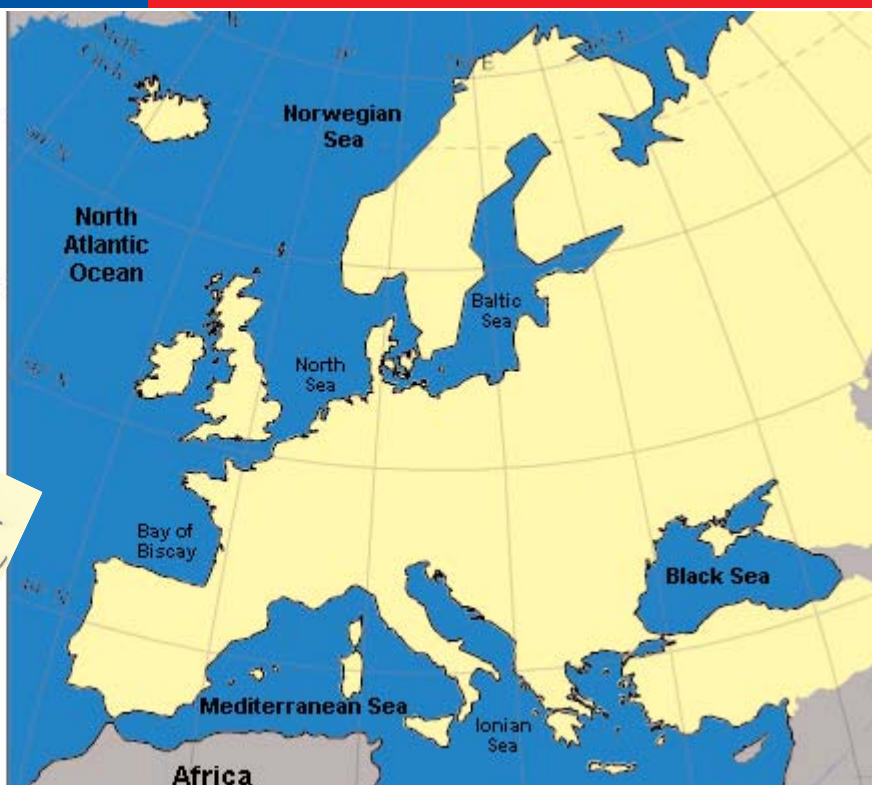 Norwegian
Sea
North
Atlantic
Ocean
Baltic
Sea
North
Sea
Bay of
Biscay
Black Sea
Mediterranean Sea
Ionian
Sea
Africa